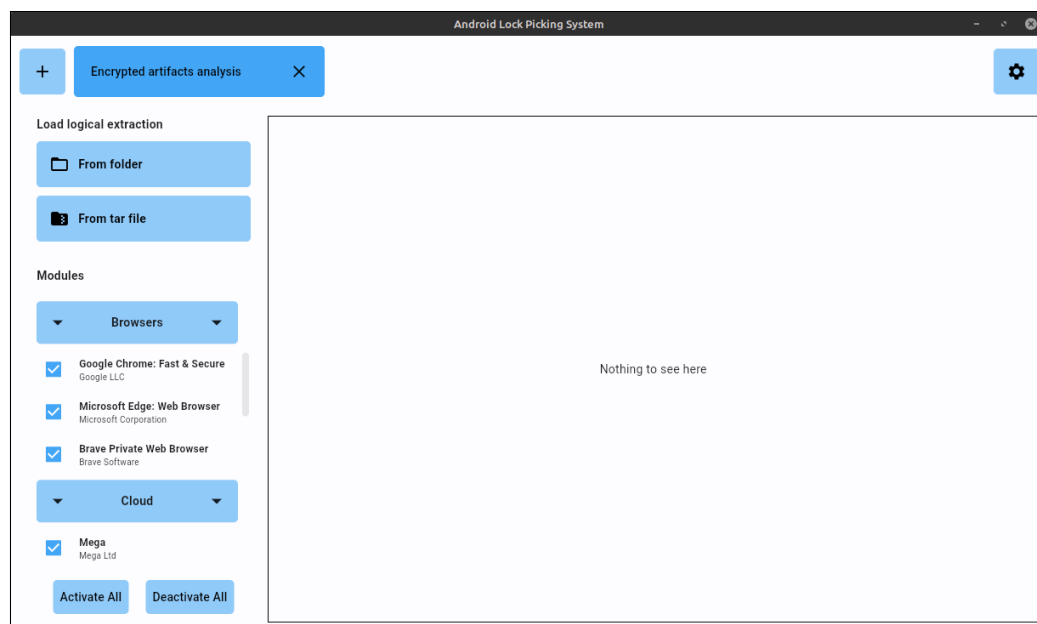 Android Lock Picking System
Encrypted artifacts analysis
Load logical extraction
From folder
From tar file
Modules
Browsers
Google Chrome: Fast & Secure
Google LLC
Microsoft Edge: Web Browser
Microsoft Corporation
Brave Private Web Browser
Brave Software
Cloud
Mega
Mega Ltd
Activate All
Deactivate All
Nothing to see here